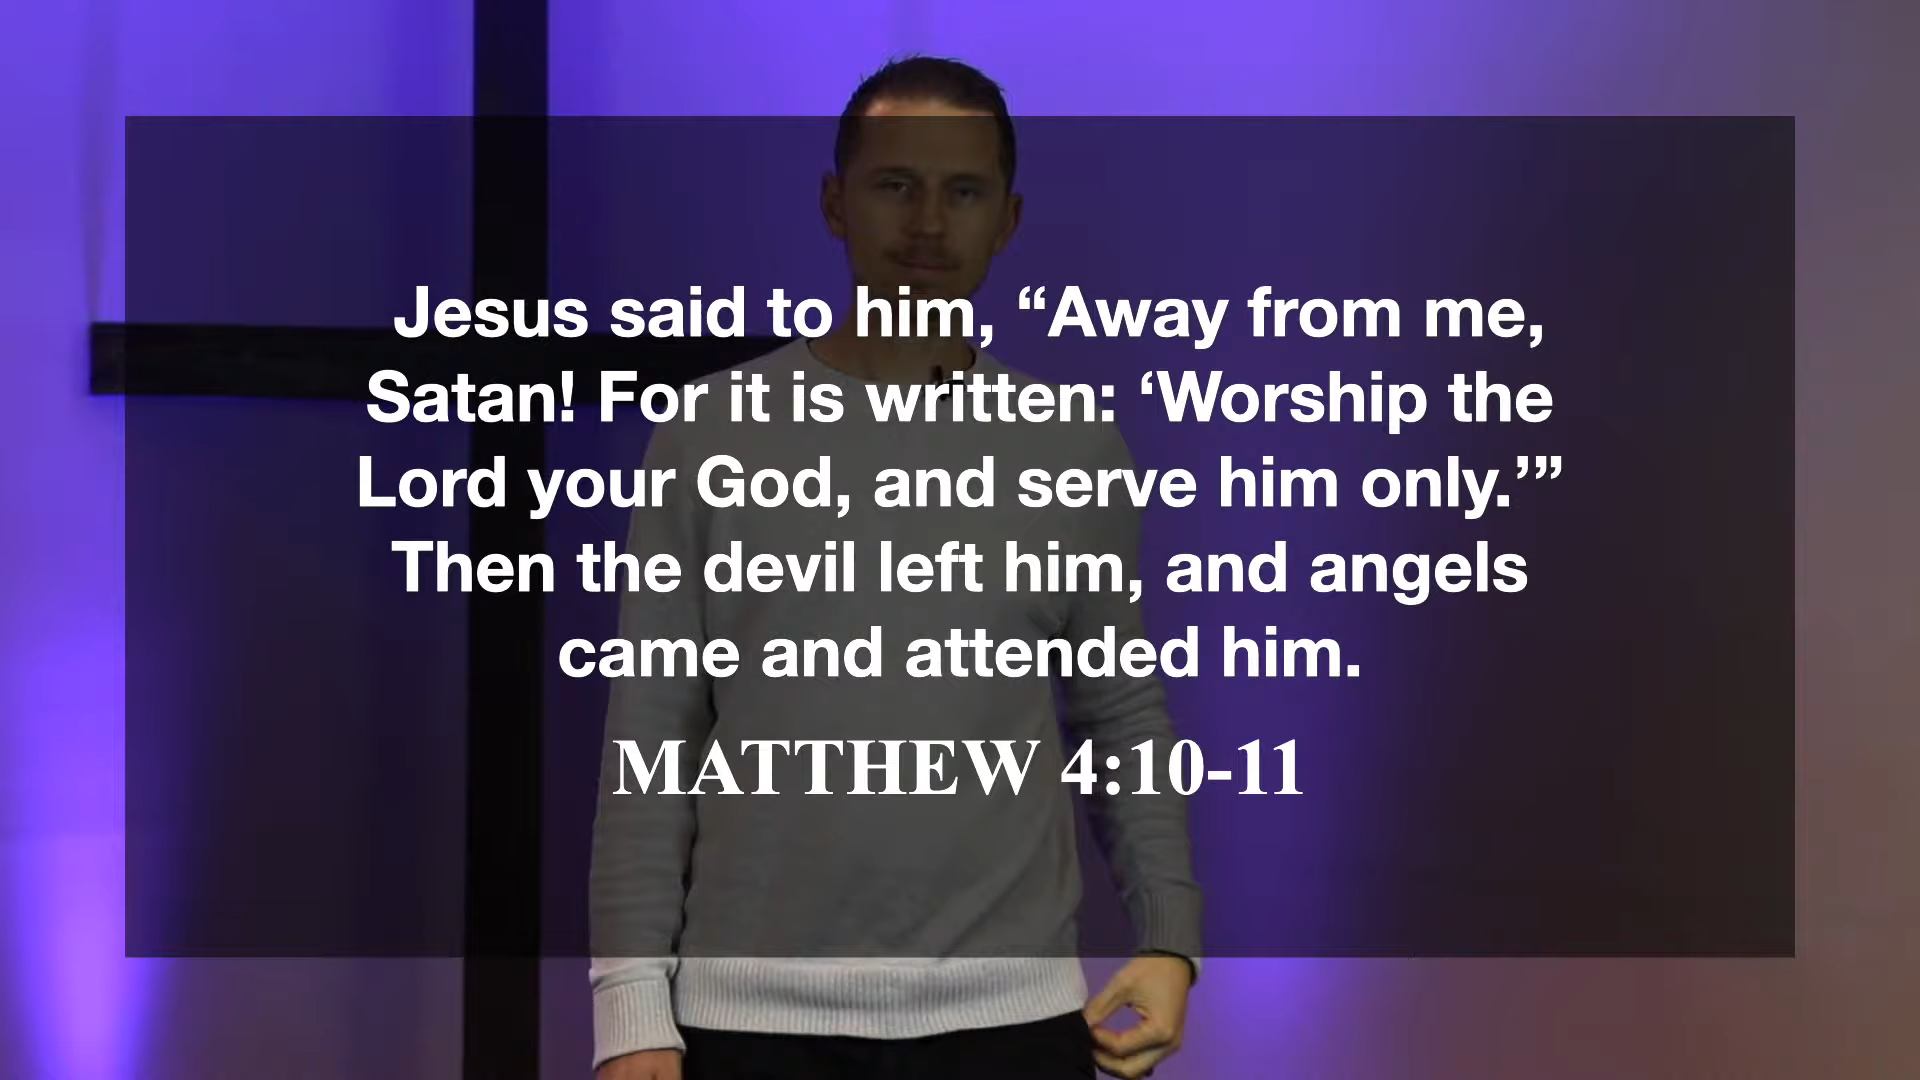 Jesus said to him, “Away from me,
Satan! For it is written: ‘Worship the
Lord your God, and serve him only.’”
Then the devil left him, and angels
came and attended him.
MATTHEW 4:10-11